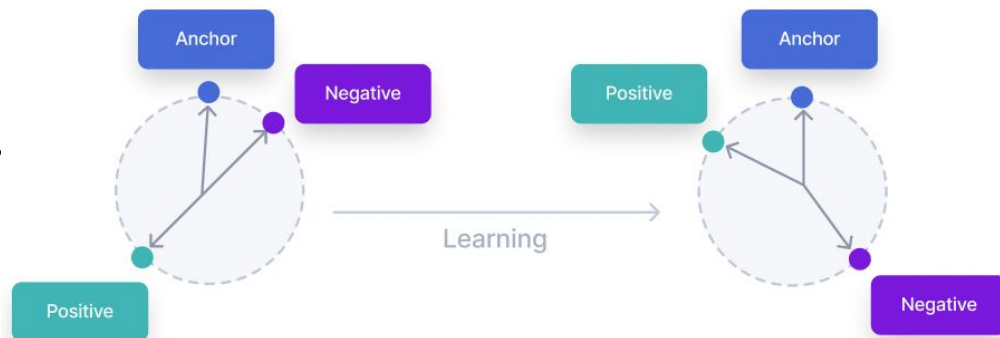 Anchor
Negative
Positive
Learning
Anchor
Positive
Negative